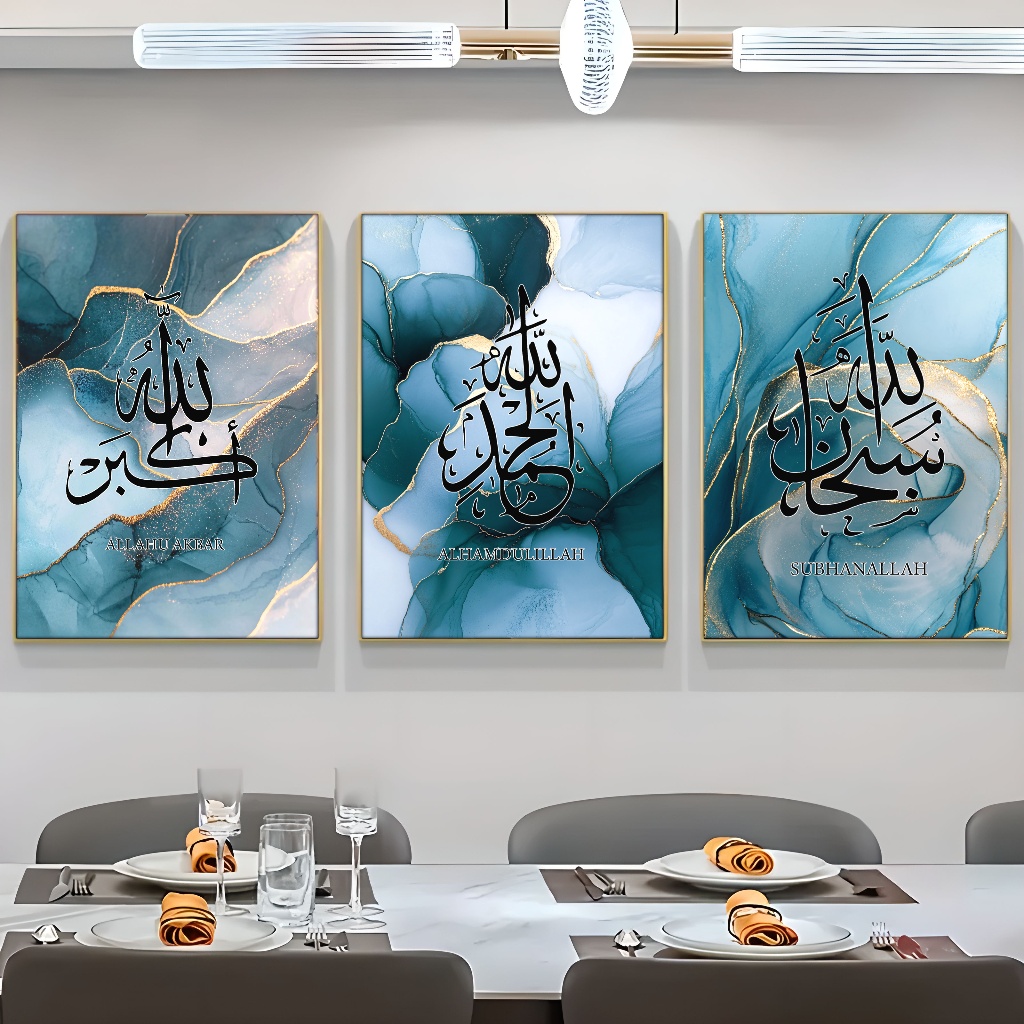 الله أكبر
ALLAHU AKBAR
الحمد لله
ALHAMDULILLAH
سبحان الله
SUBHANALLAH